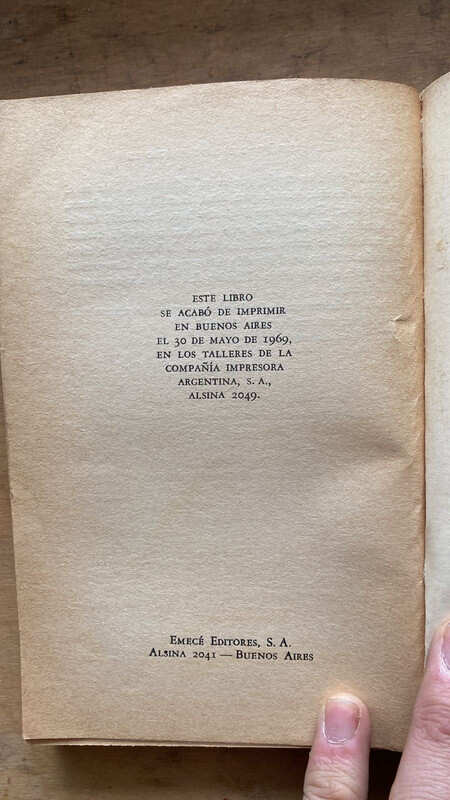 ESTE LIBRO
SE ACABÓ DE IMPRIMIR
EN BUENOS AIRES
EL 30 DE MAYO DE 1969,
EN LOS TALLERES DE LA
COMPAÑÍA IMPRESORA
ARGENTINA, S. A.,
ALSINA 2049.
EMECÉ EDITORES, S. A.
ALSINA 2041 — BUENOS AIRES